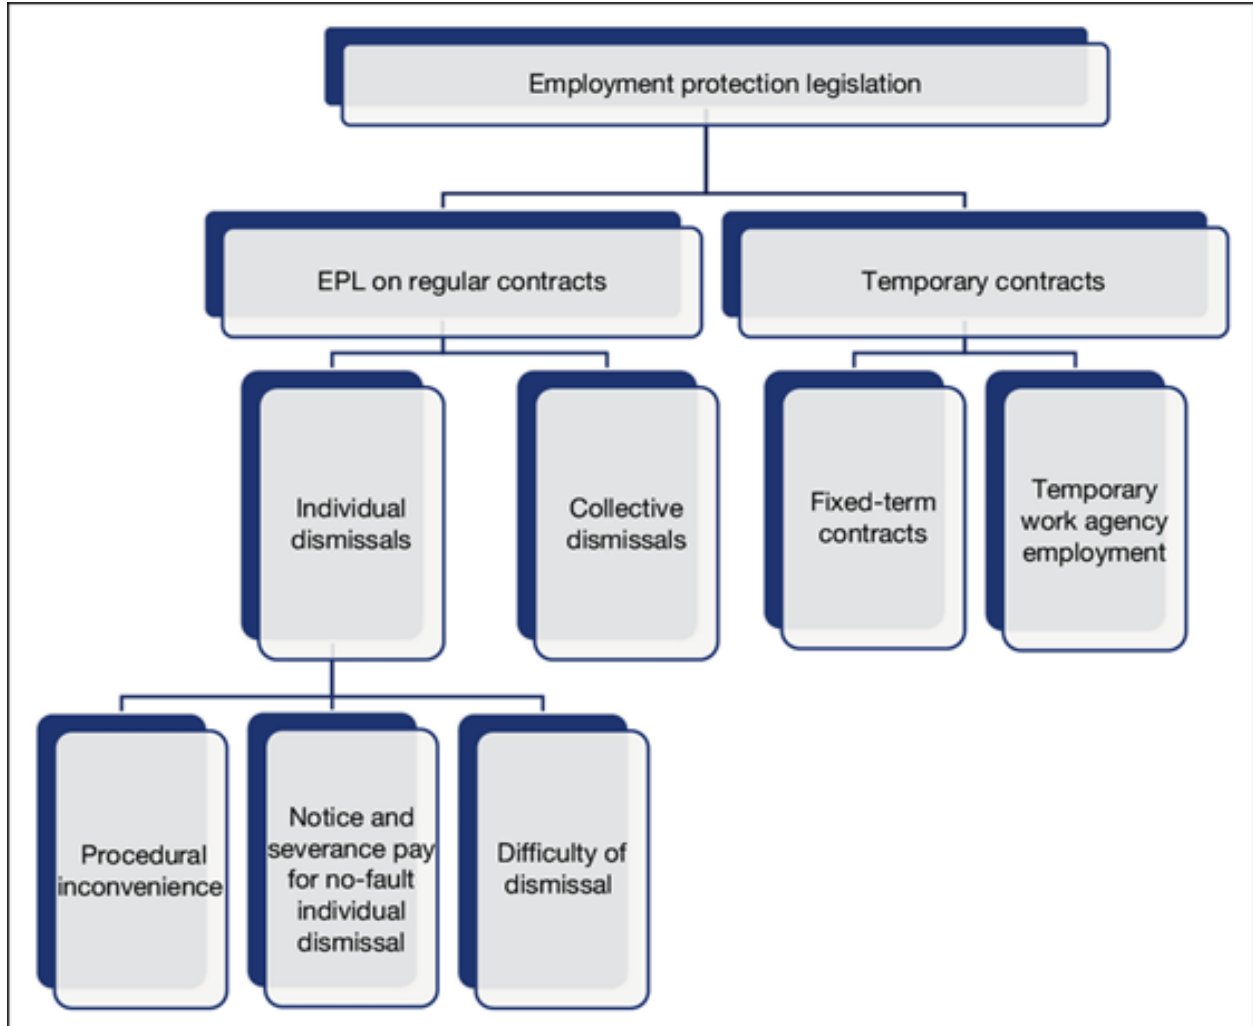 Employment protection legislation
EPL on regular contracts
Temporary contracts
Individual
dismissals
Collective
dismissals
Fixed-term
contracts
Temporary
work agency
employment
Procedural
inconvenience
Notice and
severance pay
for no-fault
individual
dismissal
Difficulty of
dismissal